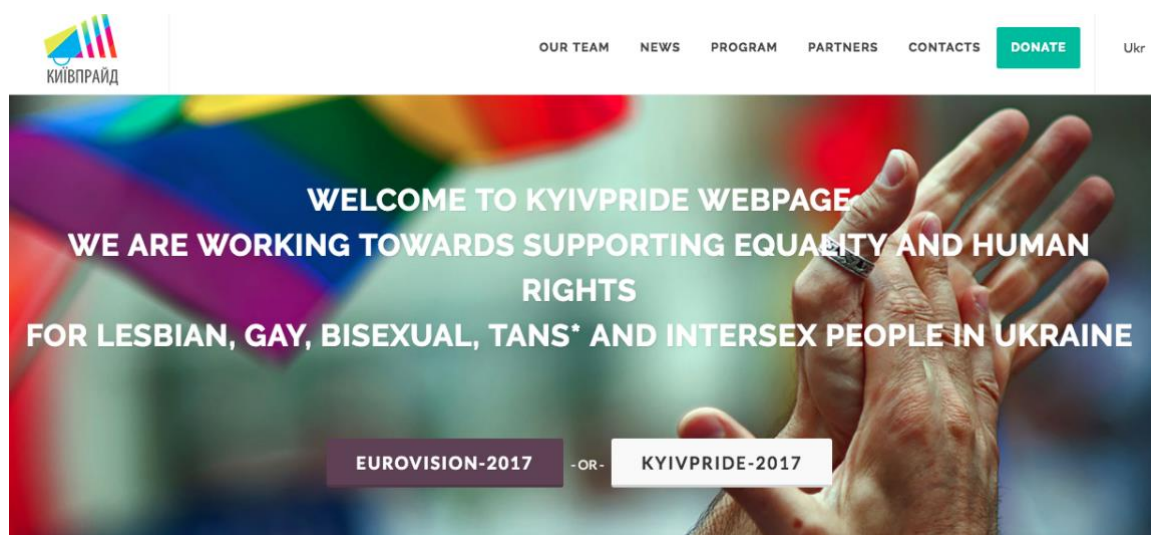 КИЇВПРАЙД
OUR TEAM NEWS PROGRAM PARTNERS CONTACTS DONATE Ukr
WELCOME TO KYIVPRIDE WEBPAGE
WE ARE WORKING TOWARDS SUPPORTING EQUALITY AND HUMAN
RIGHTS
FOR LESBIAN, GAY, BISEXUAL, TANS* AND INTERSEX PEOPLE IN UKRAINE
EUROVISION-2017 -OR- KYIVPRIDE-2017